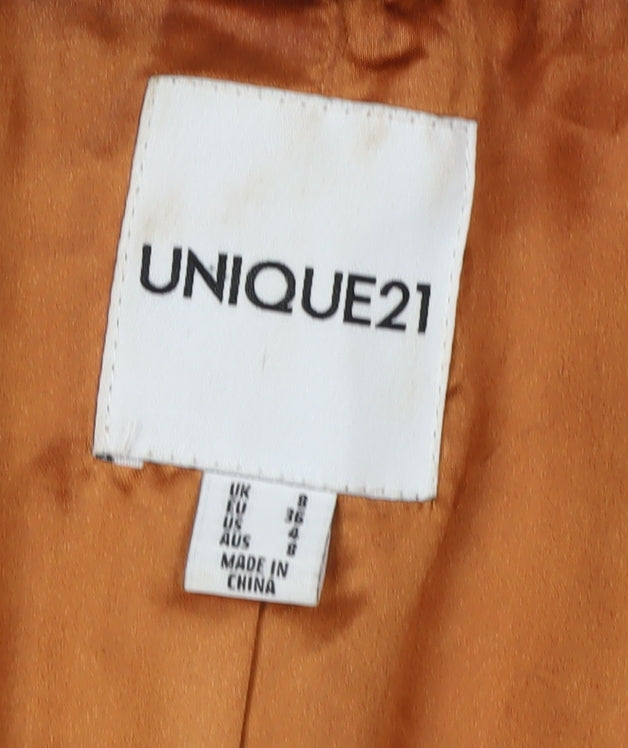 UNIQUE21
UK 8
EU 36
US 4
AUS 8
MADE IN
CHINA